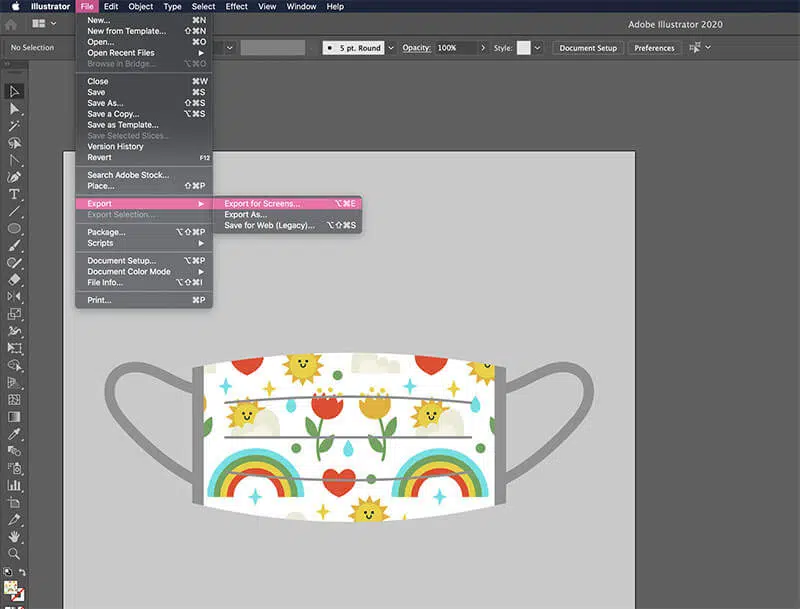 Illustrator File Edit Object Type Select Effect View Window Help
Adobe Illustrator 2020
No Selection
5 pt. Round Opacity: 100% Style: Document Setup Preferences
New... ⌘N
New from Template... ⇧⌘N
Open... ⌘O
Open Recent Files
Browse in Bridge... ⌥⌘O
Close ⌘W
Save ⌘S
Save As... ⇧⌘S
Save a Copy... ⌥⌘S
Save as Template...
Save Selected Slices...
Version History
Revert F12
Search Adobe Stock...
Place... ⇧⌘P
Export
Export Selection...
Export for Screens... ⌥⌘E
Export As...
Save for Web (Legacy)... ⌥⇧⌘S
Package... ⌥⇧⌘P
Scripts
Document Setup... ⌥⌘P
Document Color Mode
File Info... ⌥⇧⌘I
Print... ⌘P